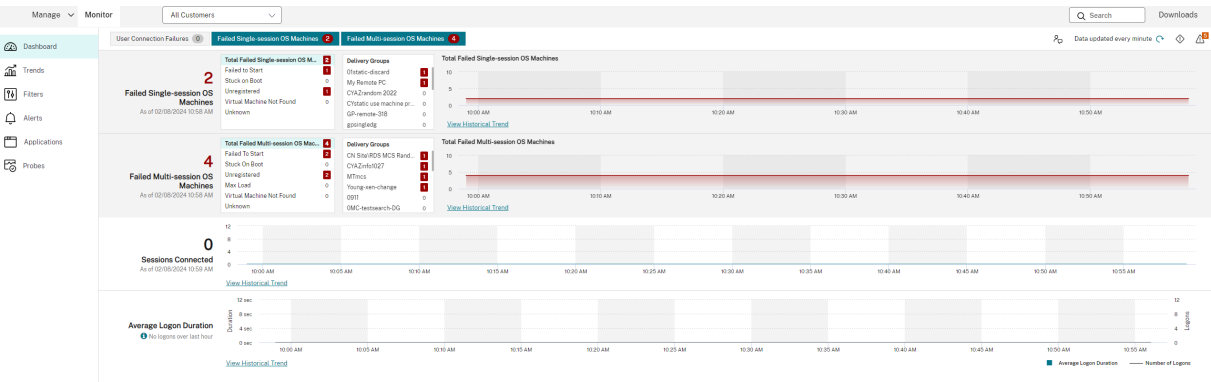 Manage Monitor All Customers Search Downloads
User Connection Failures 0 Failed Single-session OS Machines 2 Failed Multi-session OS Machines 4 Data updated every minute 5
Dashboard
Trends
Filters
Alerts
Applications
Probes
2
Failed Single-session OS
Machines
As of 02/08/2024 10:58 AM
Total Failed Single-session OS M... 2
Failed to Start 1
Stuck on Boot 0
Unregistered 1
Virtual Machine Not Found 0
Unknown
Delivery Groups
01static-discard 1
My Remote PC 1
CYAZrandom 2022 0
CYstatic use machine pr... 0
GP-remote-318 0
gpsingledg 0
Total Failed Single-session OS Machines
10
5
0
10:00 AM 10:10 AM 10:20 AM 10:30 AM 10:40 AM 10:50 AM
View Historical Trend
4
Failed Multi-session OS
Machines
As of 02/08/2024 10:58 AM
Total Failed Multi-session OS Mac... 4
Failed To Start 2
Stuck On Boot 0
Unregistered 2
Max Load 0
Virtual Machine Not Found 0
Unknown
Delivery Groups
CN Site\RDS MCS Rand... 1
CYAZinfo1027 1
MTmcs 1
Young-xen-change 1
0911 0
0MC-testsearch-DG 0
Total Failed Multi-session OS Machines
10
5
0
10:00 AM 10:10 AM 10:20 AM 10:30 AM 10:40 AM 10:50 AM
View Historical Trend
0
Sessions Connected
As of 02/08/2024 10:59 AM
12
8
4
0
10:00 AM 10:05 AM 10:10 AM 10:15 AM 10:20 AM 10:25 AM 10:30 AM 10:35 AM 10:40 AM 10:45 AM 10:50 AM 10:55 AM
View Historical Trend
Average Logon Duration
No logons over last hour
Duration
12 sec
8 sec
4 sec
0 sec
10:00 AM 10:05 AM 10:10 AM 10:15 AM 10:20 AM 10:25 AM 10:30 AM 10:35 AM 10:40 AM 10:45 AM 10:50 AM 10:55 AM
12
8
4
0
Logons
View Historical Trend
Average Logon Duration Number of Logons